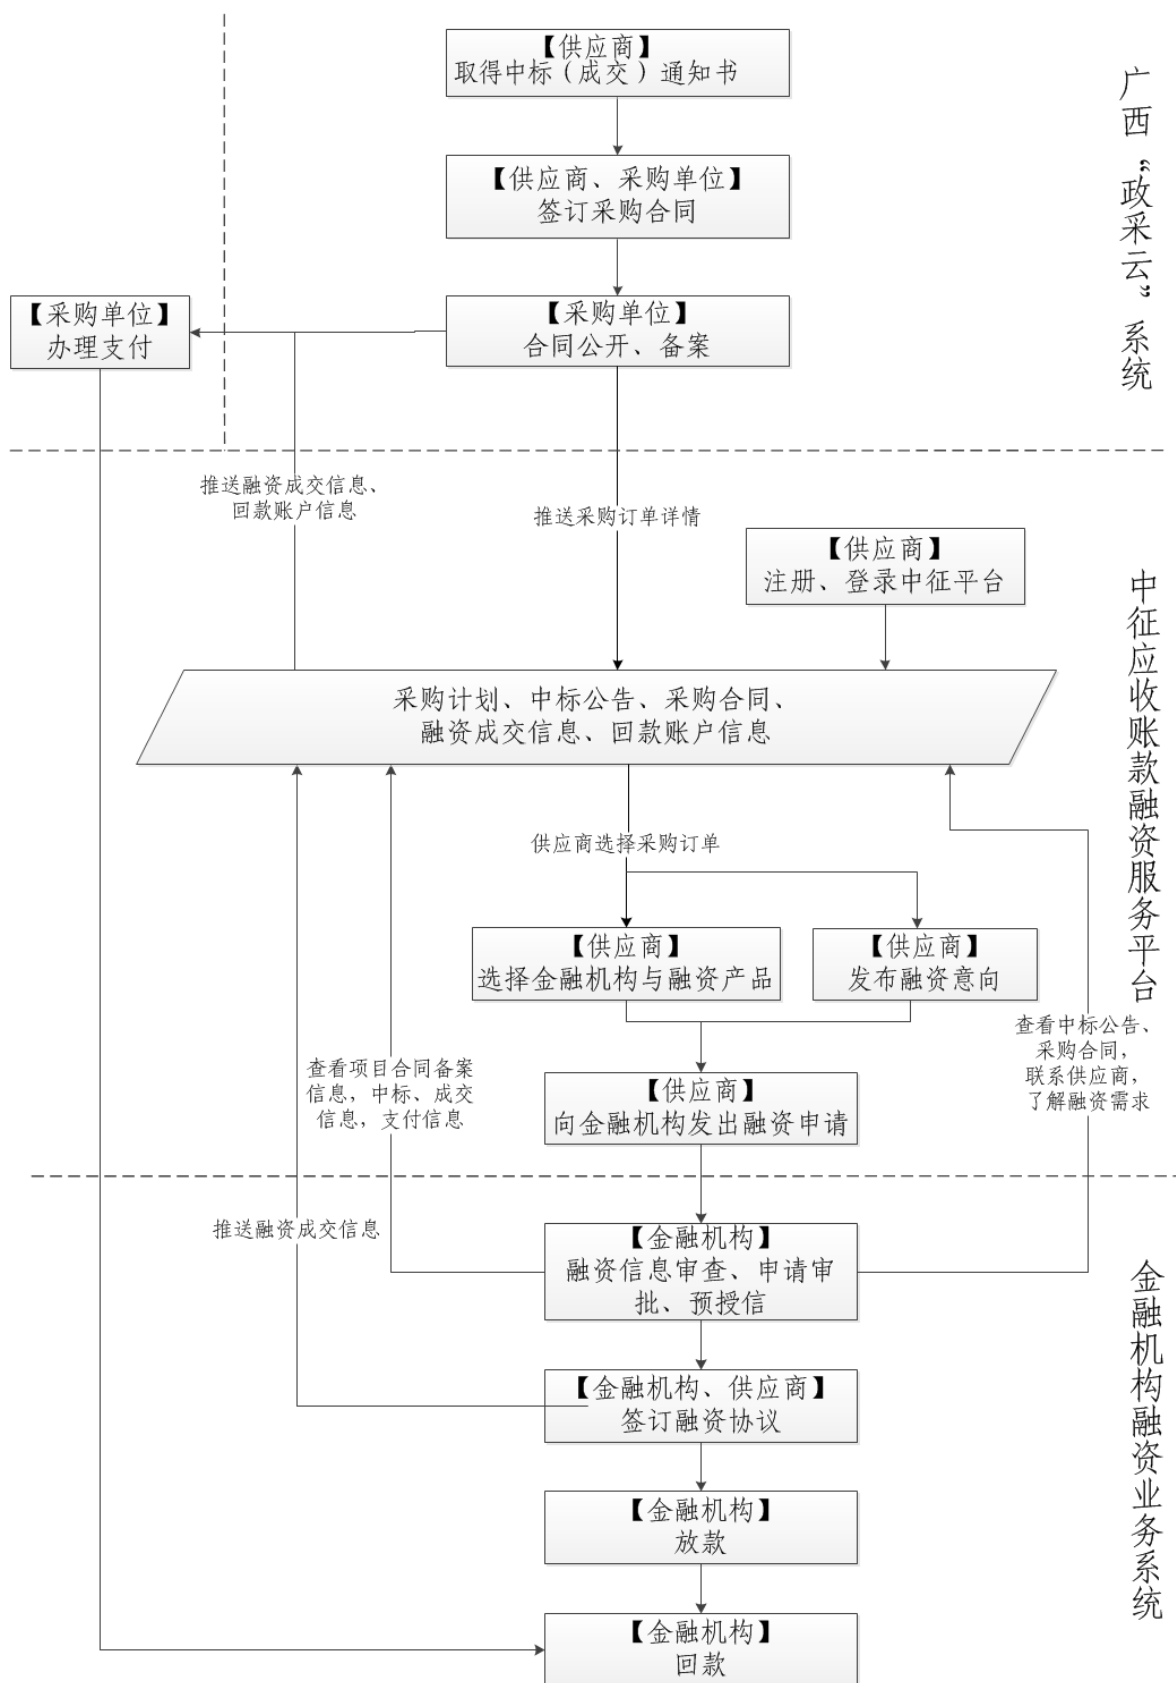 【供应商】
取得中标（成交）通知书
【供应商、采购单位】
签订采购合同
【采购单位】
办理支付
【采购单位】
合同公开、备案
广西“政采云”系统
推送融资成交信息、
回款账户信息
推送采购订单详情
【供应商】
注册、登录中征平台
采购计划、中标公告、采购合同、
融资成交信息、回款账户信息
供应商选择采购订单
【供应商】
选择金融机构与融资产品
【供应商】
发布融资意向
中征应收账款融资服务平台
查看中标公告、
采购合同，
联系供应商，
了解融资需求
查看项目合同备案
信息，中标、成交
信息，支付信息
【供应商】
向金融机构发出融资申请
推送融资成交信息
【金融机构】
融资信息审查、申请审
批、预授信
【金融机构、供应商】
签订融资协议
【金融机构】
放款
【金融机构】
回款
金融机构融资业务系统